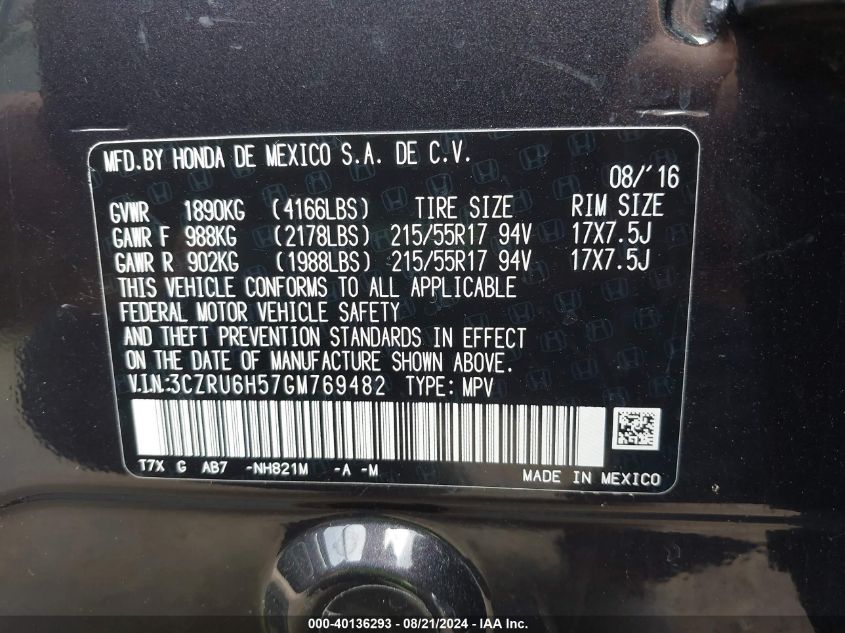 MFD.BY HONDA DE MEXICO S.A. DE C.V.
08/'16
GVWR 1890KG (4166LBS) TIRE SIZE RIM SIZE
GAWR F 988KG (2178LBS) 215/55R17 94V 17X7.5J
GAWR R 902KG (1988LBS) 215/55R17 94V 17X7.5J
THIS VEHICLE CONFORMS TO ALL APPLICABLE
FEDERAL MOTOR VEHICLE SAFETY
AND THEFT PREVENTION STANDARDS IN EFFECT
ON THE DATE OF MANUFACTURE SHOWN ABOVE.
V.I.N.:3CZRU6H57GM769482 TYPE: MPV
T7X G AB7 -NH821M -A -M
MADE IN MEXICO
000-40136293 - 08/21/2024 - IAA Inc.